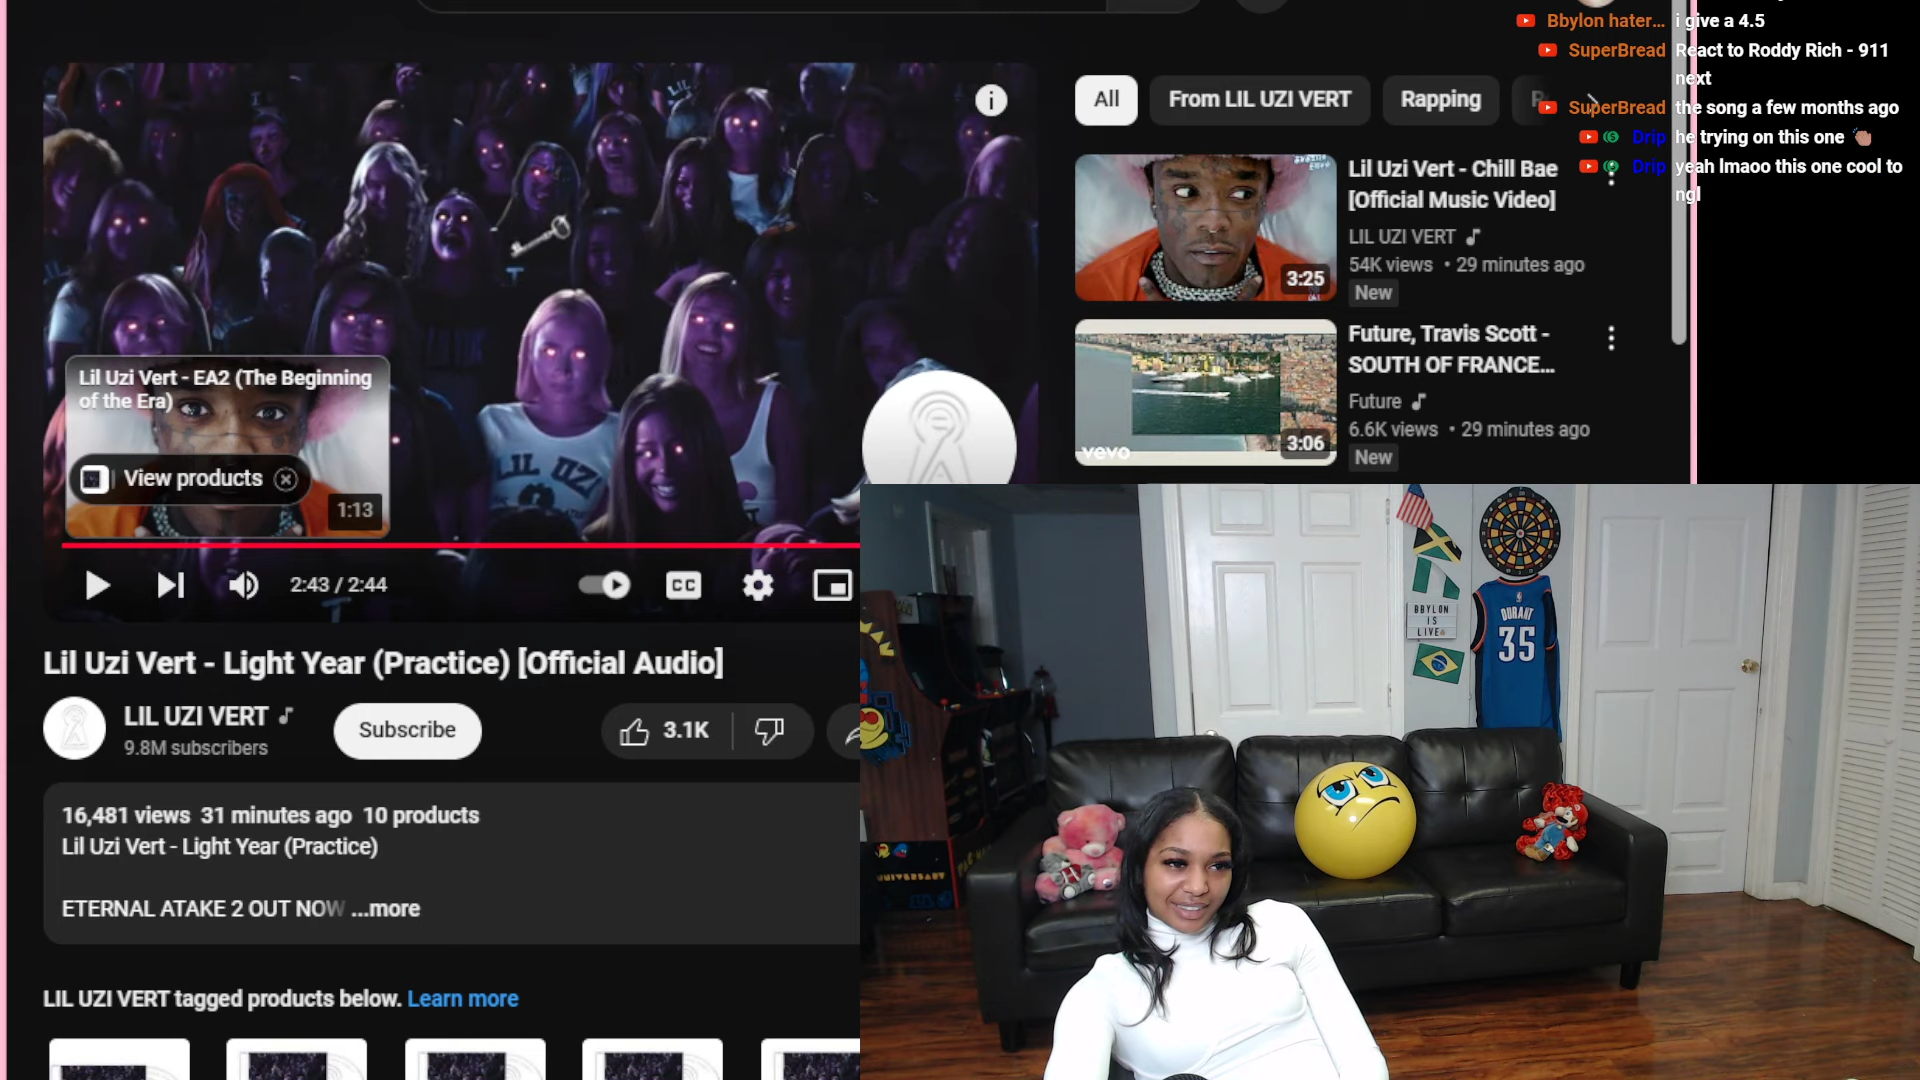 Lil Uzi Vert - EA2 (The Beginning
of the Era)
View products
1:13
LIL UZI
2:43 / 2:44
CC
Lil Uzi Vert - Light Year (Practice) [Official Audio]
LIL UZI VERT
9.8M subscribers
Subscribe
3.1K
16,481 views 31 minutes ago 10 products
Lil Uzi Vert - Light Year (Practice)
ETERNAL ATAKE 2 OUT NOW ...more
LIL UZI VERT tagged products below. Learn more
All
From LIL UZI VERT
Rapping
Lil Uzi Vert - Chill Bae
[Official Music Video]
LIL UZI VERT
54K views • 29 minutes ago
New
3:25
Future, Travis Scott -
SOUTH OF FRANCE...
Future
6.6K views • 29 minutes ago
New
vevo
3:06
Bbylon hater... i give a 4.5
SuperBread React to Roddy Rich - 911
next
SuperBread the song a few months ago
Drip he trying on this one 👏🏽
Drip yeah lmaoo this one cool to
ngl
BBYLON
IS
LIVE
DURANT
35